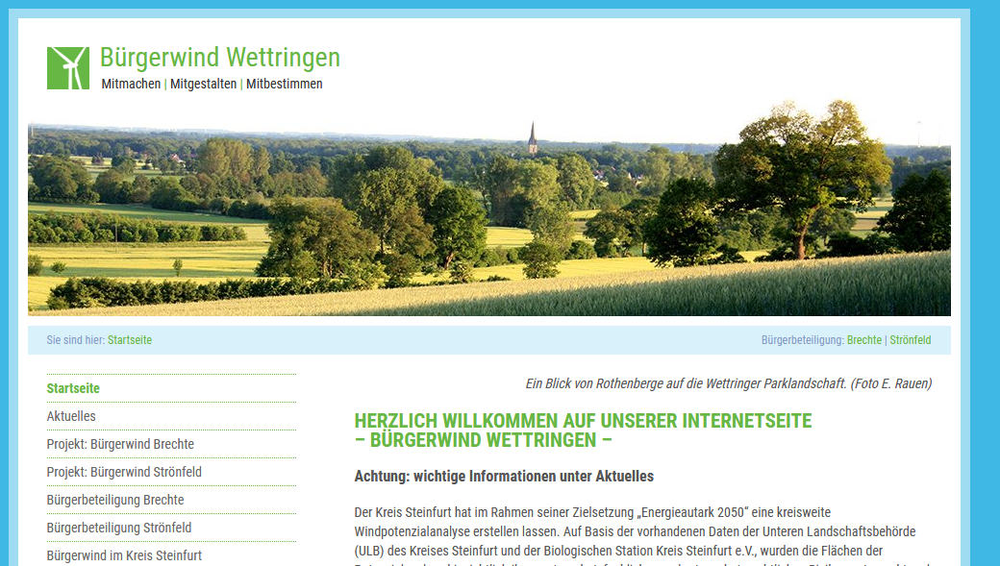 Bürgerwind Wettringen
Mitmachen | Mitgestalten | Mitbestimmen
Sie sind hier: Startseite
Bürgerbeteiligung: Brechte | Strönfeld
Startseite
Aktuelles
Projekt: Bürgerwind Brechte
Projekt: Bürgerwind Strönfeld
Bürgerbeteiligung Brechte
Bürgerbeteiligung Strönfeld
Bürgerwind im Kreis Steinfurt
Ein Blick von Rothenberge auf die Wettringer Parklandschaft. (Foto E. Rauen)
HERZLICH WILLKOMMEN AUF UNSERER INTERNETSEITE
– BÜRGERWIND WETTRINGEN –
Achtung: wichtige Informationen unter Aktuelles
Der Kreis Steinfurt hat im Rahmen seiner Zielsetzung „Energieautark 2050“ eine kreisweite
Windpotenzialanalyse erstellen lassen. Auf Basis der vorhandenen Daten der Unteren Landschaftsbehörde
(ULB) des Kreises Steinfurt und der Biologischen Station Kreis Steinfurt e.V., wurden die Flächen der